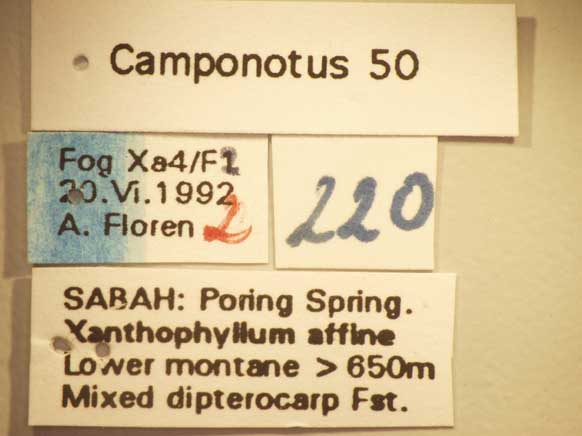 Camponotus 50
Fog Xa4/F1
20.Vi.1992
A. Floren 2
220
SABAH: Poring Spring.
Xanthophyllum affine
Lower montane > 650m
Mixed dipterocarp Fst.